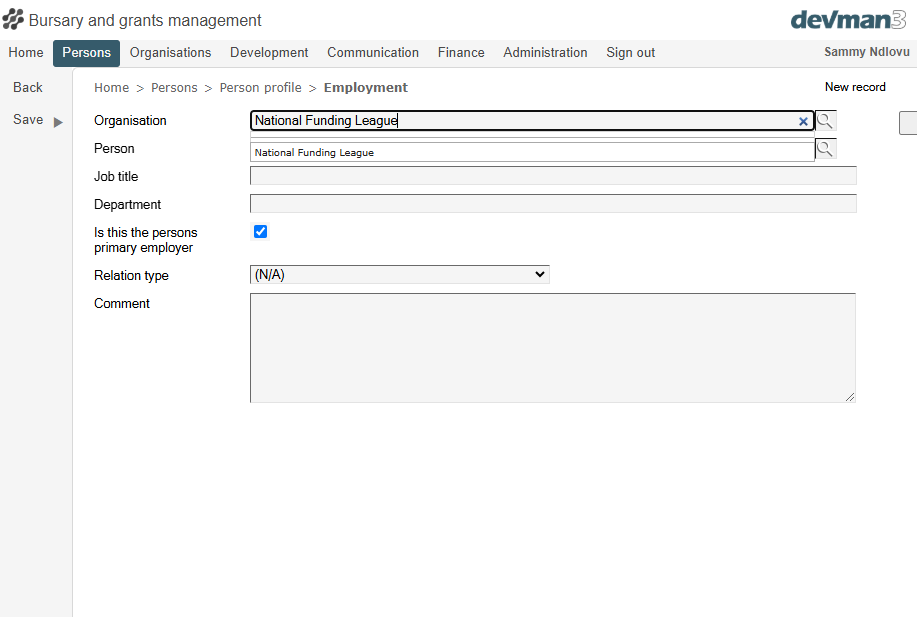 Bursary and grants management
devman3
Home Persons Organisations Development Communication Finance Administration Sign out Sammy Ndlovu
Back
Home > Persons > Person profile > Employment
New record
Save
Organisation National Funding League
Person
National Funding League
Job title
Department
Is this the persons
primary employer
Relation type (N/A)
Comment